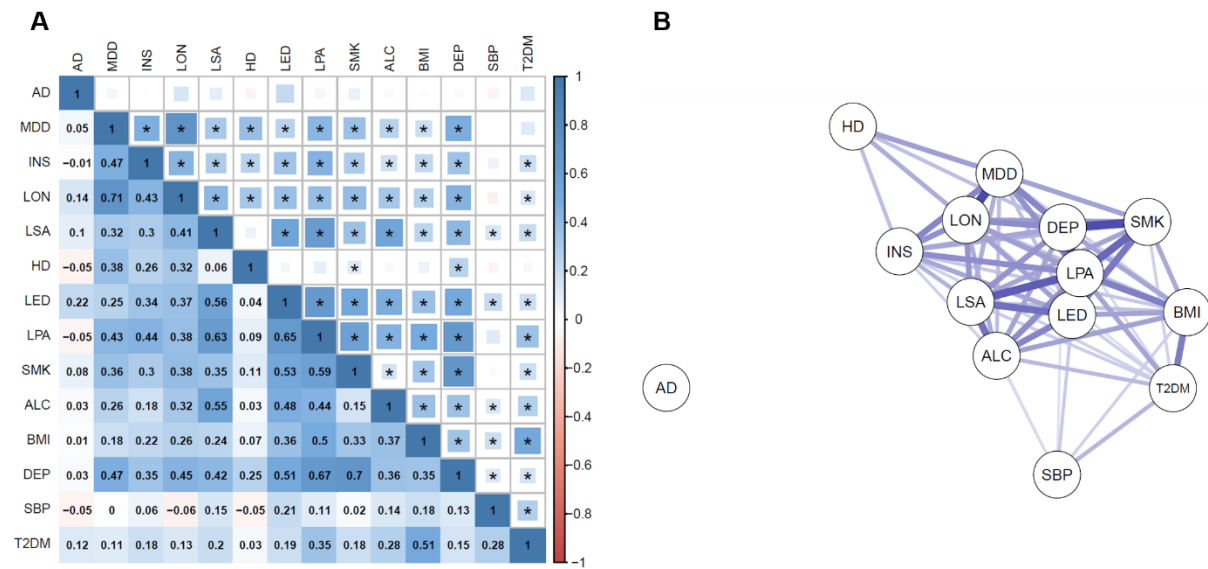 A
B
AD MDD INS LON LSA HD LED LPA SMK ALC BMI DEP SBP T2DM
AD 1
MDD 0.05 1 * * * * * * * * * *
INS −0.01 0.47 1 * * * * * * * * * *
LON 0.14 0.71 0.43 1 * * * * * * * * *
LSA 0.1 0.32 0.3 0.41 1 * * * * * * * *
HD −0.05 0.38 0.26 0.32 0.06 1 * *
LED 0.22 0.25 0.34 0.37 0.56 0.04 1 * * * * * * *
LPA −0.05 0.43 0.44 0.38 0.63 0.09 0.65 1 * * * * *
SMK 0.08 0.36 0.3 0.38 0.35 0.11 0.53 0.59 1 * * * *
ALC 0.03 0.26 0.18 0.32 0.55 0.03 0.48 0.44 0.15 1 * * * *
BMI 0.01 0.18 0.22 0.26 0.24 0.07 0.36 0.5 0.33 0.37 1 * * *
DEP 0.03 0.47 0.35 0.45 0.42 0.25 0.51 0.67 0.7 0.36 0.35 1 * *
SBP −0.05 0 0.06 −0.06 0.15 −0.05 0.21 0.11 0.02 0.14 0.18 0.13 1 *
T2DM 0.12 0.11 0.18 0.13 0.2 0.03 0.19 0.35 0.18 0.28 0.51 0.15 0.28 1
1
0.8
0.6
0.4
0.2
0
−0.2
−0.4
−0.6
−0.8
−1
HD
MDD
LON
DEP
SMK
INS
LPA
LSA
LED
BMI
ALC
AD
T2DM
SBP